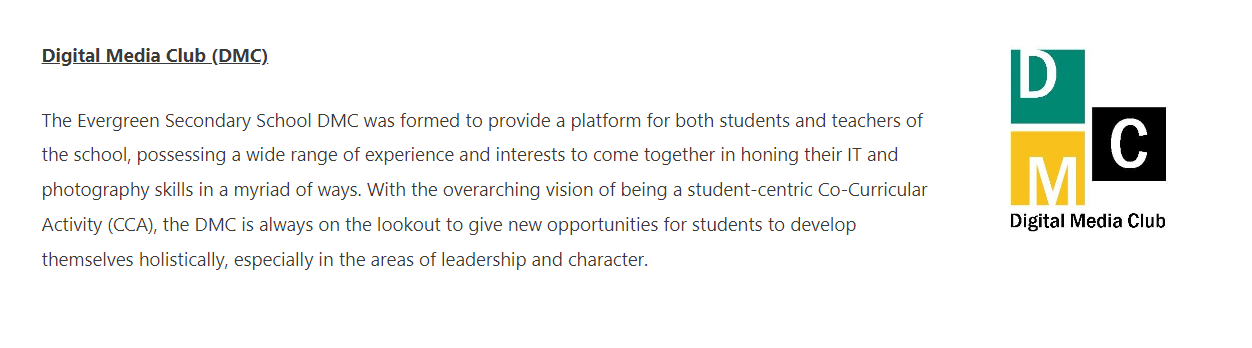 Digital Media Club (DMC)
The Evergreen Secondary School DMC was formed to provide a platform for both students and teachers of
the school, possessing a wide range of experience and interests to come together in honing their IT and
photography skills in a myriad of ways. With the overarching vision of being a student-centric Co-Curricular
Activity (CCA), the DMC is always on the lookout to give new opportunities for students to develop
themselves holistically, especially in the areas of leadership and character.
D
C
M
Digital Media Club